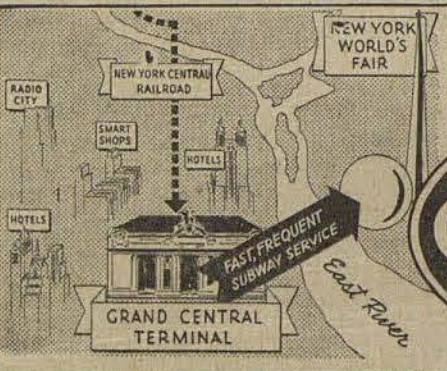 NEW YORK
WORLD'S
FAIR
NEW YORK CENTRAL
RAILROAD
RADIO
CITY
SMART
SHOPS
HOTELS
HOTELS
FAST, FREQUENT
SUBWAY SERVICE
East River
GRAND CENTRAL
TERMINAL